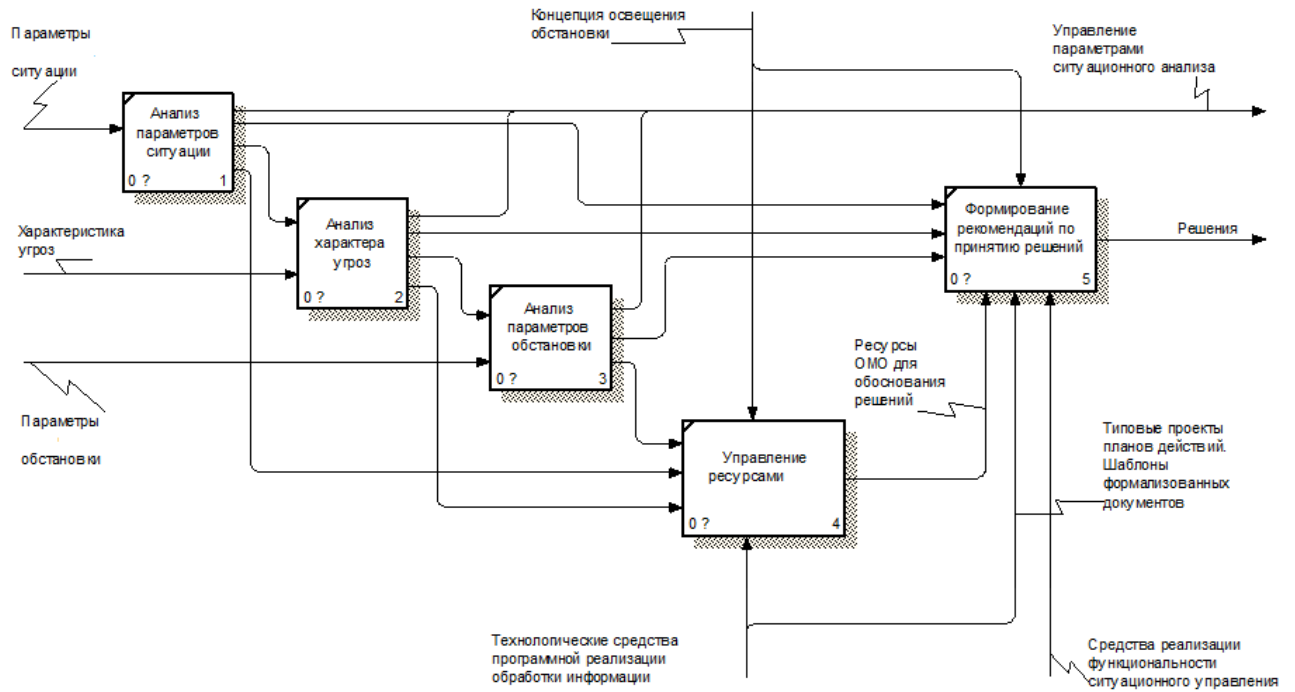 Концепция освещения
обстановки
Параметры
ситуации
Управление
параметрами
ситуационного анализа
Анализ
параметров
ситуации
0 ?
1
Характеристика
угроз
Анализ
характера
угроз
0 ?
2
Формирование
рекомендаций по
принятию решений
0 ?
5
Решения
Анализ
параметров
обстановки
0 ?
3
Ресурсы
ОМО для
обоснования
решений
Параметры
обстановки
Управление
ресурсами
0 ?
4
Типовые проекты
планов действий.
Шаблоны
формализованных
документов
Технологические средства
программной реализации
обработки информации
Средства реализации
функциональности
ситуационного управления